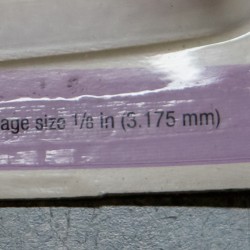 age size 1/8 in (3.175 mm)